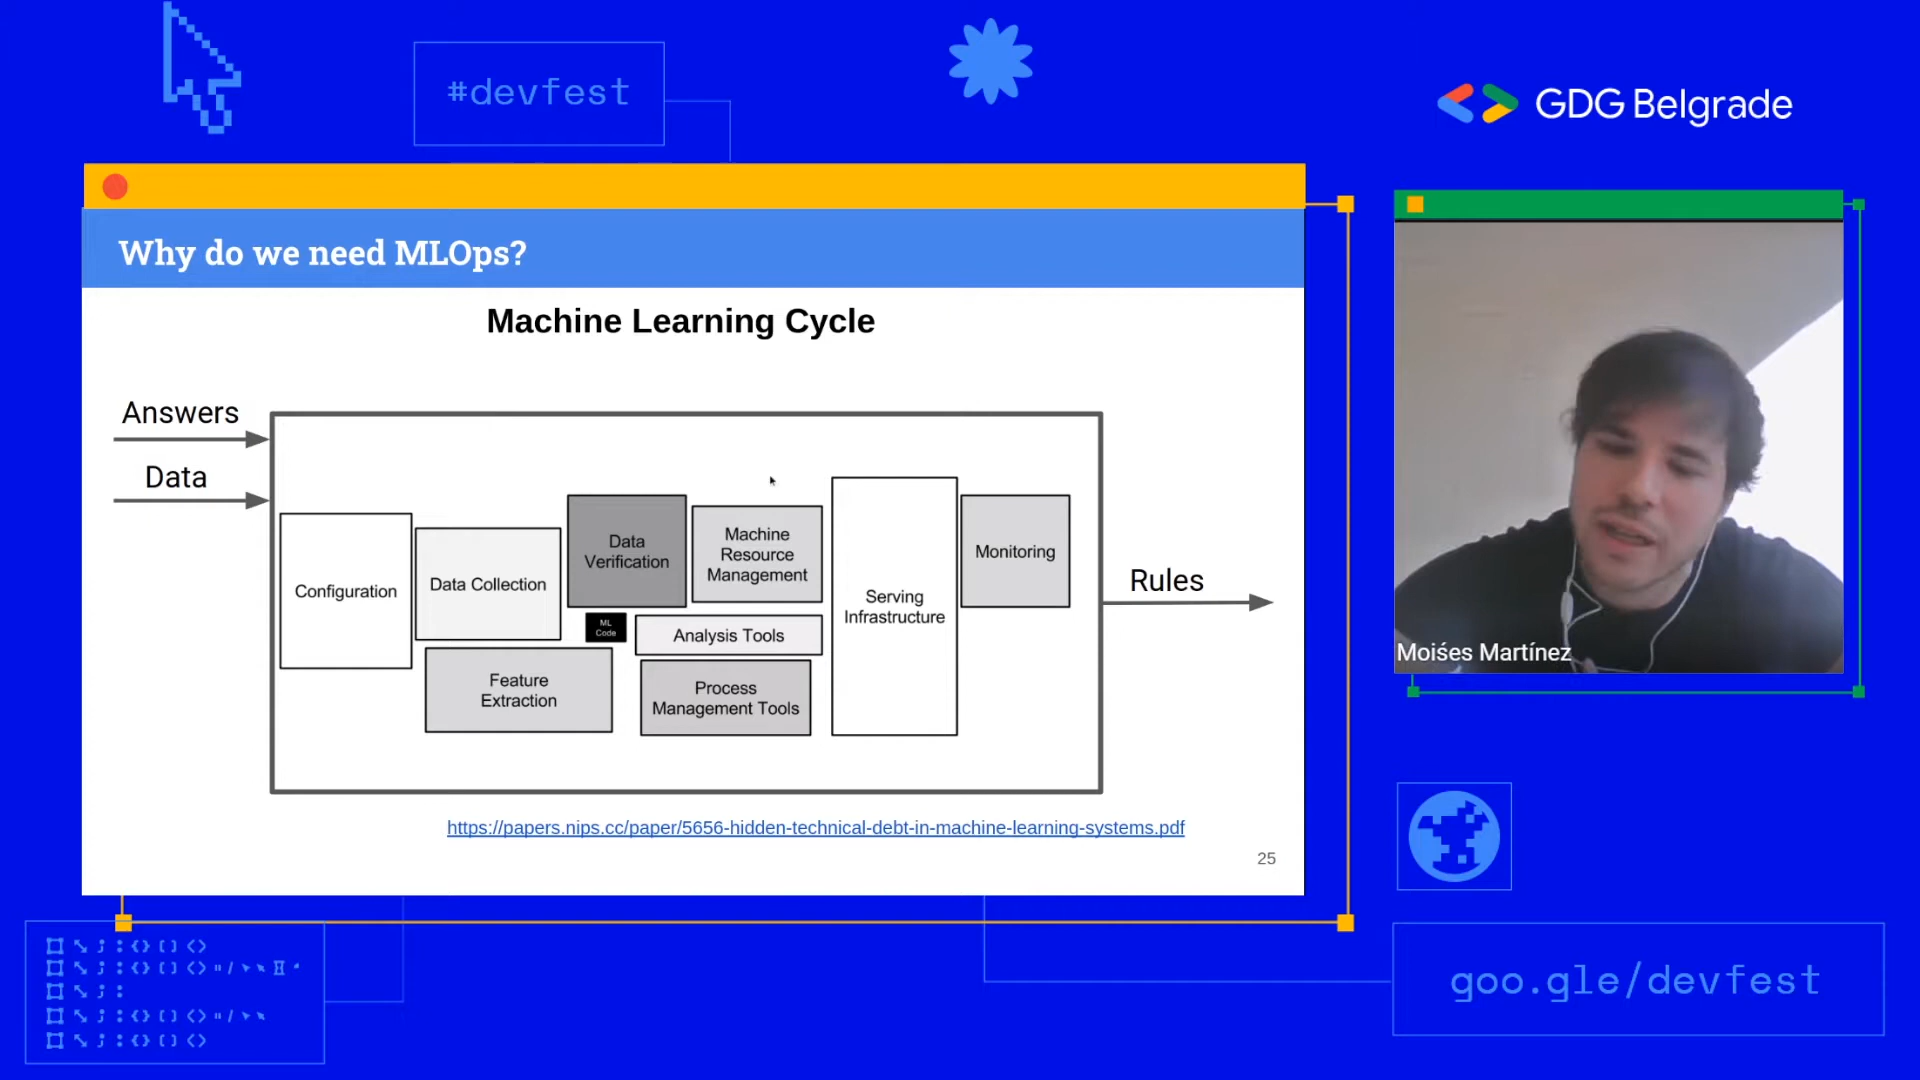 #devfest
GDG Belgrade
Why do we need MLOps?
Machine Learning Cycle
Answers
Data
Configuration
Data Collection
Data
Verification
Machine
Resource
Management
ML
Code
Analysis Tools
Feature
Extraction
Process
Management Tools
Serving
Infrastructure
Monitoring
Rules
https://papers.nips.cc/paper/5656-hidden-technical-debt-in-machine-learning-systems.pdf
25
Moiśes Martínez
goo.gle/devfest